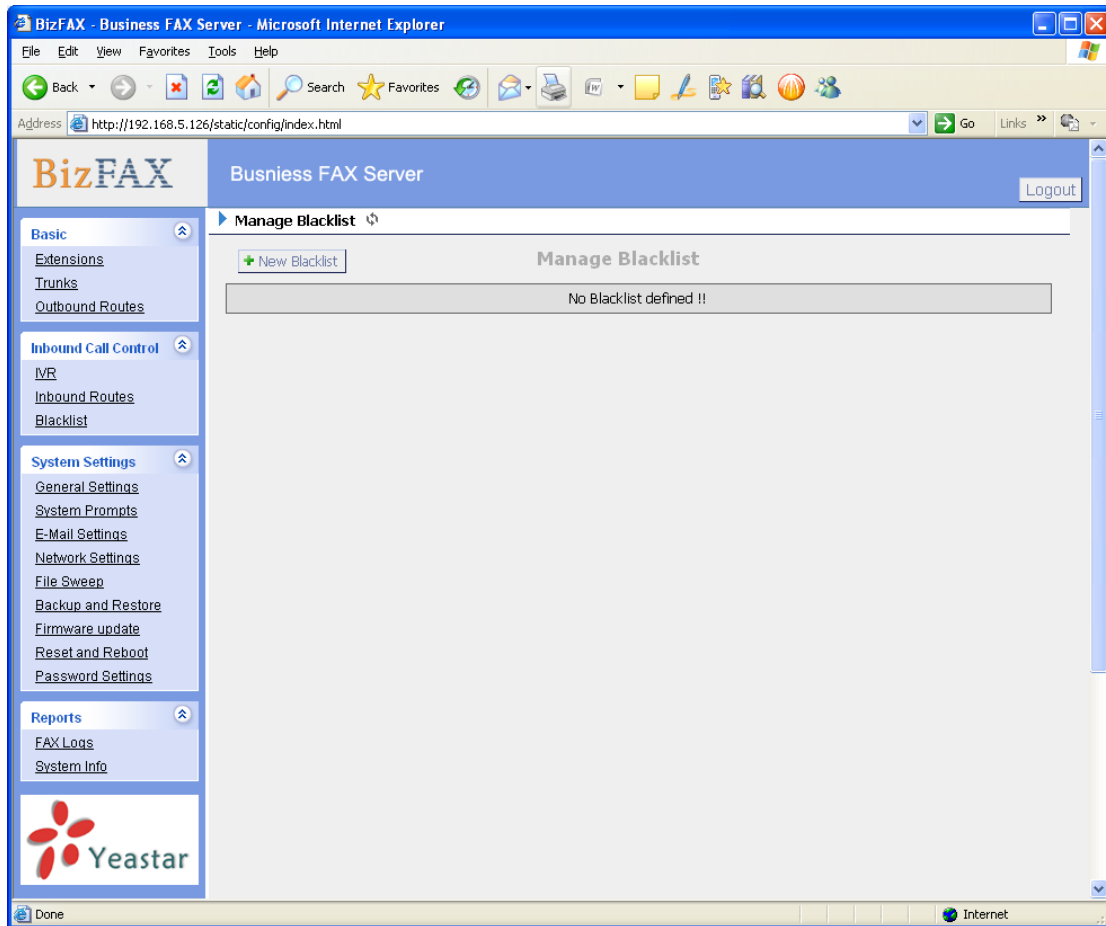 BizFAX - Business FAX Server - Microsoft Internet Explorer
File Edit View Favorites Tools Help
Back Search Favorites
Address http://192.168.5.126/static/config/index.html Go Links »
BizFAX
Busniess FAX Server
Logout
Manage Blacklist
Basic
Extensions
Trunks
Outbound Routes
Inbound Call Control
IVR
Inbound Routes
Blacklist
System Settings
General Settings
System Prompts
E-Mail Settings
Network Settings
File Sweep
Backup and Restore
Firmware update
Reset and Reboot
Password Settings
Reports
FAX Logs
System Info
Yeastar
New Blacklist
Manage Blacklist
No Blacklist defined !!
Done
Internet